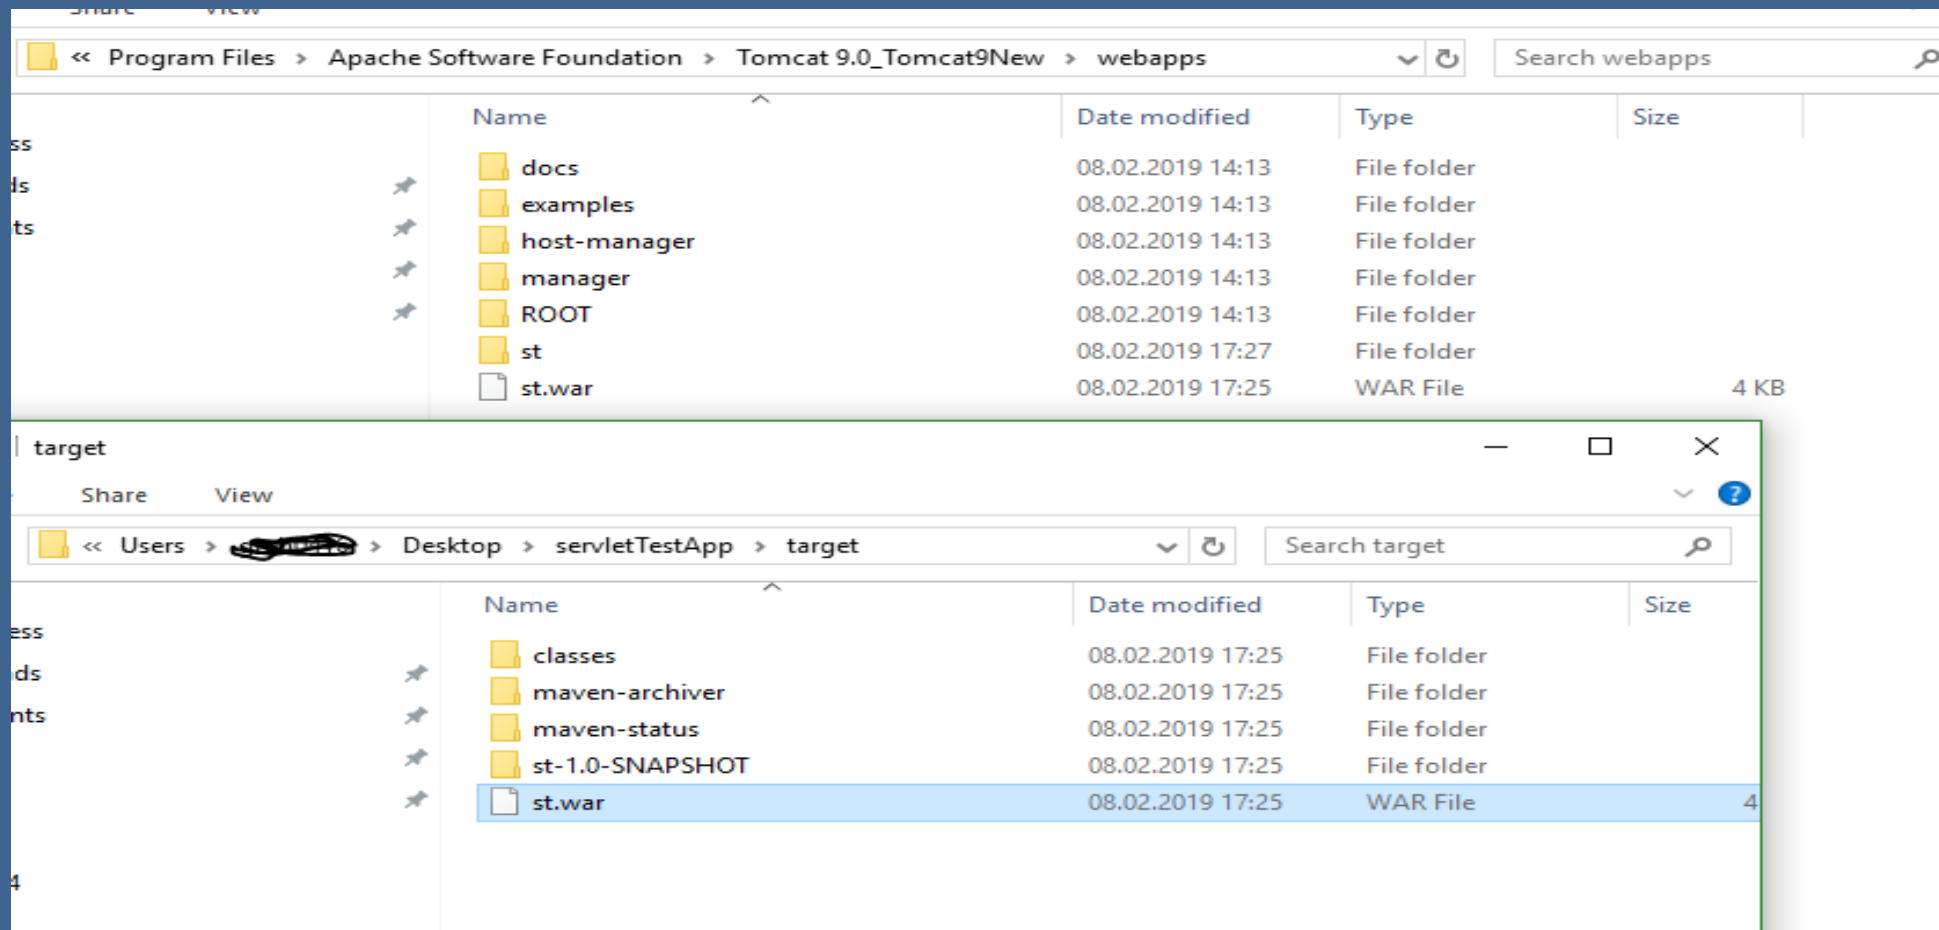 « Program Files > Apache Software Foundation > Tomcat 9.0_Tomcat9New > webapps Search webapps
Name Date modified Type Size
ss
ds
ts
docs 08.02.2019 14:13 File folder
examples 08.02.2019 14:13 File folder
host-manager 08.02.2019 14:13 File folder
manager 08.02.2019 14:13 File folder
ROOT 08.02.2019 14:13 File folder
st 08.02.2019 17:27 File folder
st.war 08.02.2019 17:25 WAR File 4 KB
target
Share View
« Users > > Desktop > servletTestApp > target Search target
Name Date modified Type Size
ess
ds
nts
classes 08.02.2019 17:25 File folder
maven-archiver 08.02.2019 17:25 File folder
maven-status 08.02.2019 17:25 File folder
st-1.0-SNAPSHOT 08.02.2019 17:25 File folder
st.war 08.02.2019 17:25 WAR File 4
4